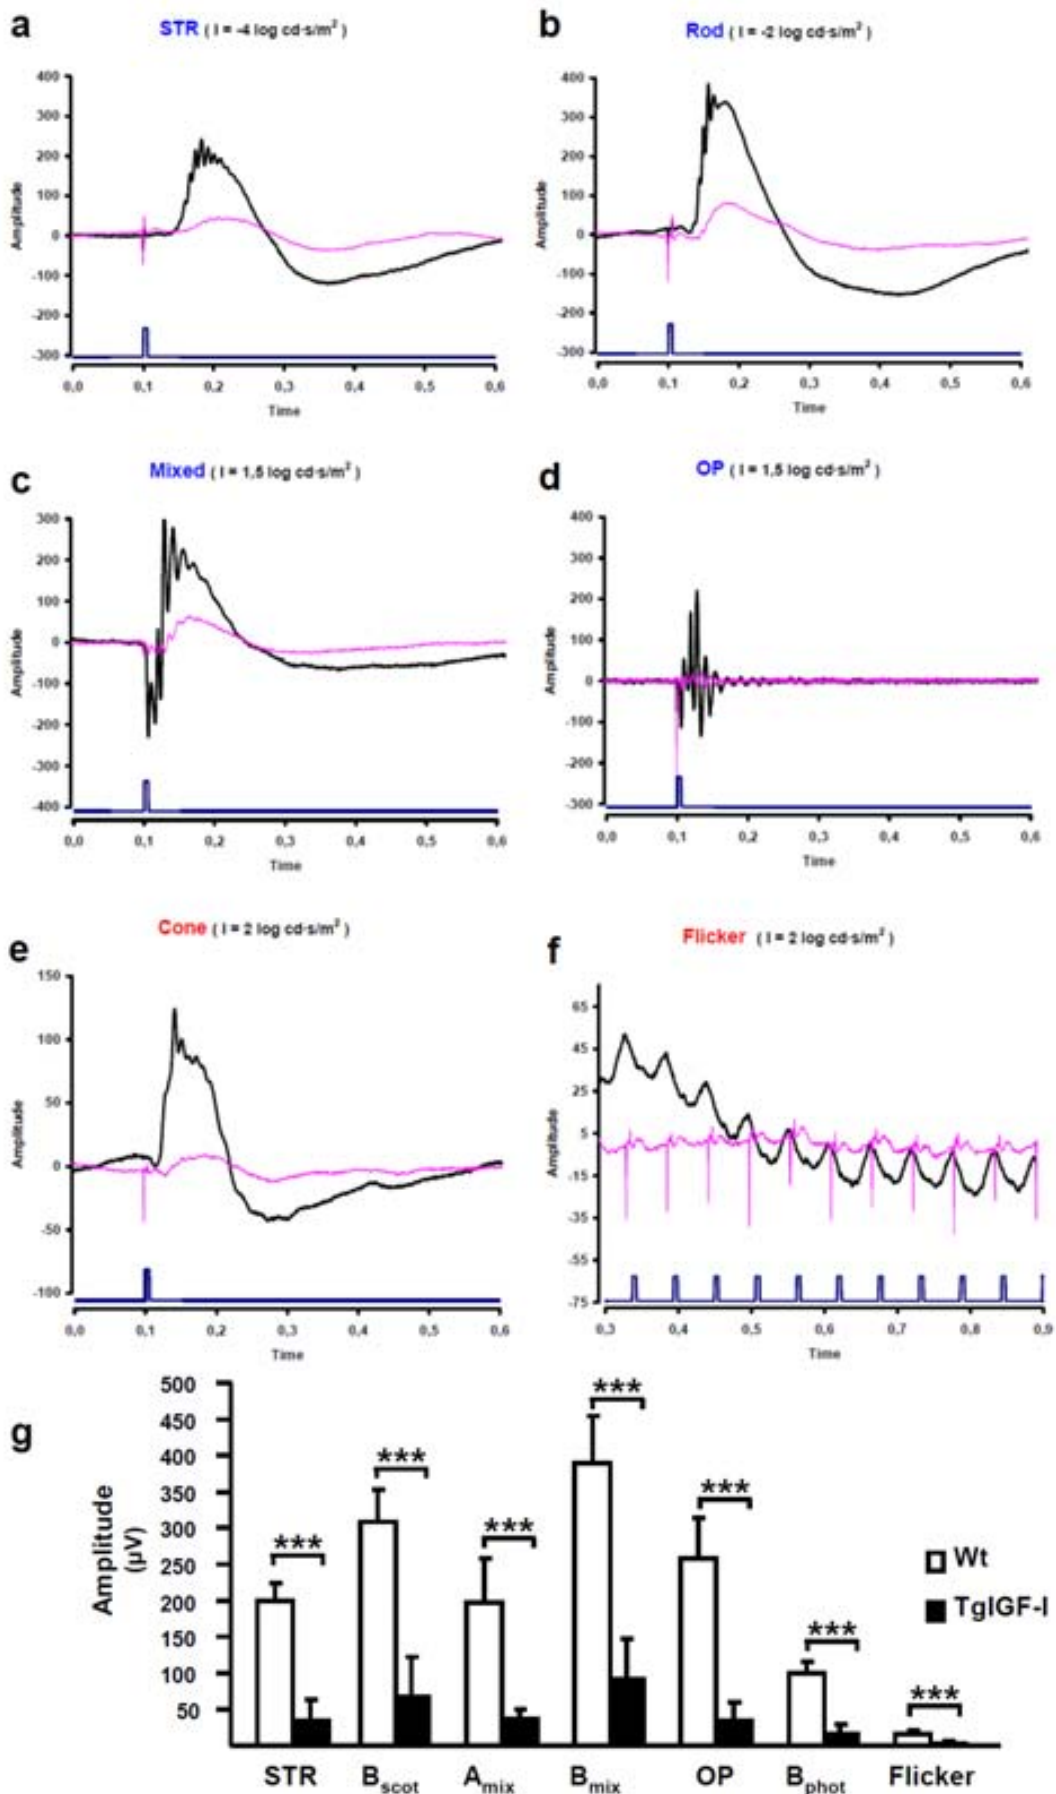 a STR ( I = -4 log cd·s/m² )
400
300
200
100
0
-100
-200
-300
Amplitude
0,0 0,1 0,2 0,3 0,4 0,5 0,6
Time
b Rod ( I = -2 log cd·s/m² )
400
300
200
100
0
-100
-200
-300
Amplitude
0,0 0,1 0,2 0,3 0,4 0,5 0,6
Time
c Mixed ( I = 1,5 log cd·s/m² )
300
200
100
0
-100
-200
-300
-400
Amplitude
0,0 0,1 0,2 0,3 0,4 0,5 0,6
Time
d OP ( I = 1,5 log cd·s/m² )
400
300
200
100
0
-100
-200
-300
Amplitude
0,0 0,1 0,2 0,3 0,4 0,5 0,6
Time
e Cone ( I = 2 log cd·s/m² )
150
100
50
0
-50
-100
Amplitude
0,0 0,1 0,2 0,3 0,4 0,5 0,6
Time
f Flicker ( I = 2 log cd·s/m² )
65
45
25
5
-15
-35
-55
-75
Amplitude
0,3 0,4 0,5 0,6 0,7 0,8 0,9
Time
g
500
450
400
350
300
250
200
150
100
50
Amplitude
(µV)
*** *** *** *** *** *** ***
Wt
TgIGF-I
STR B_scot A_mix B_mix OP B_phot Flicker